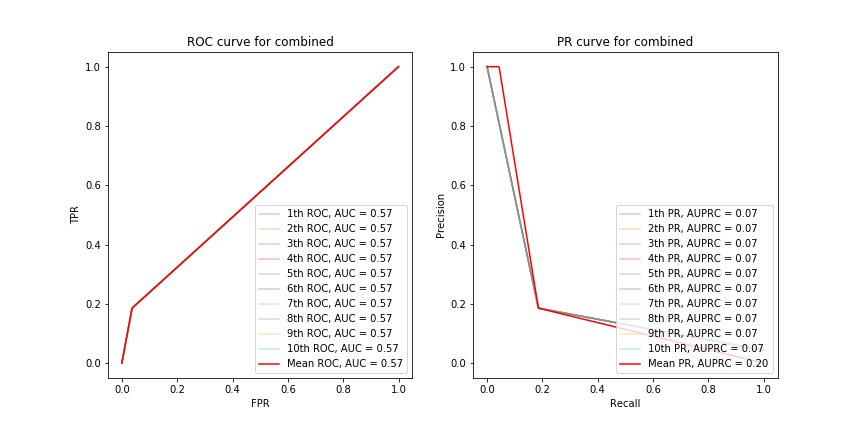 ROC curve for combined
1.0
0.8
0.6
0.4
0.2
0.0
TPR
0.0 0.2 0.4 0.6 0.8 1.0
FPR
1th ROC, AUC = 0.57
2th ROC, AUC = 0.57
3th ROC, AUC = 0.57
4th ROC, AUC = 0.57
5th ROC, AUC = 0.57
6th ROC, AUC = 0.57
7th ROC, AUC = 0.57
8th ROC, AUC = 0.57
9th ROC, AUC = 0.57
10th ROC, AUC = 0.57
Mean ROC, AUC = 0.57
PR curve for combined
1.0
0.8
0.6
0.4
0.2
0.0
Precision
0.0 0.2 0.4 0.6 0.8 1.0
Recall
1th PR, AUPRC = 0.07
2th PR, AUPRC = 0.07
3th PR, AUPRC = 0.07
4th PR, AUPRC = 0.07
5th PR, AUPRC = 0.07
6th PR, AUPRC = 0.07
7th PR, AUPRC = 0.07
8th PR, AUPRC = 0.07
9th PR, AUPRC = 0.07
10th PR, AUPRC = 0.07
Mean PR, AUPRC = 0.20